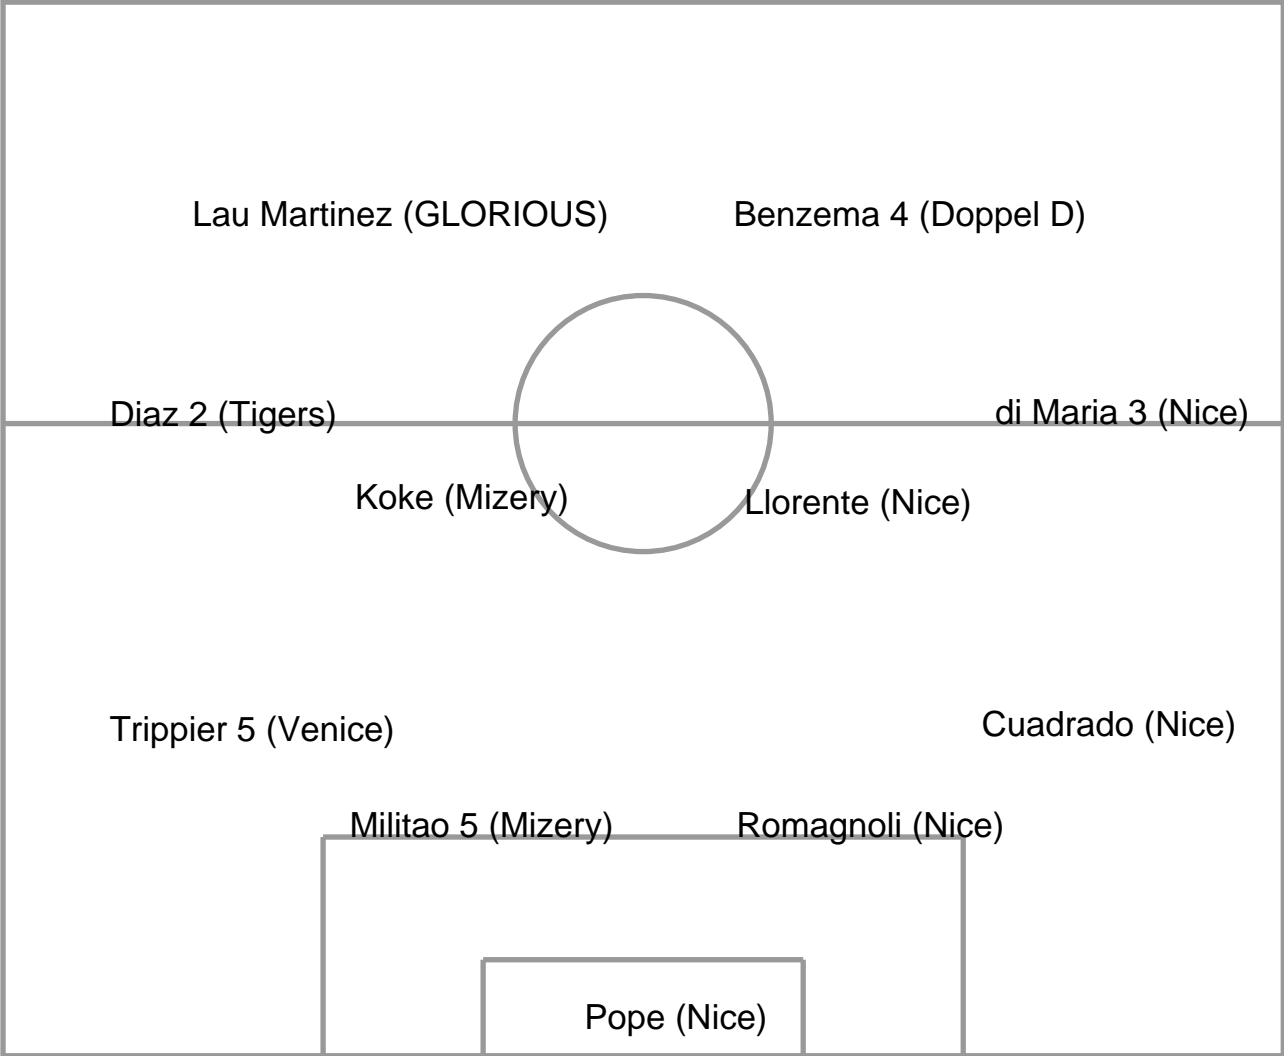 Lau Martinez (GLORIOUS)
Benzema 4 (Doppel D)
Diaz 2 (Tigers)
di Maria 3 (Nice)
Koke (Mizery)
Llorente (Nice)
Trippier 5 (Venice)
Cuadrado (Nice)
Militao 5 (Mizery)
Romagnoli (Nice)
Pope (Nice)